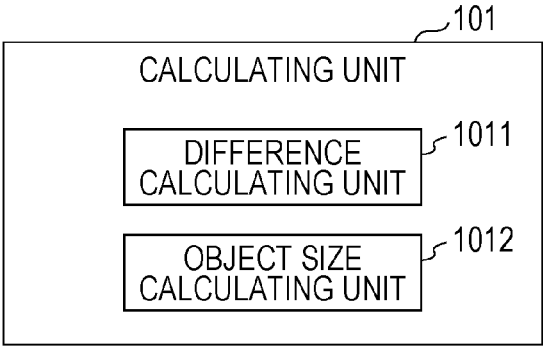 101
CALCULATING UNIT
DIFFERENCE
CALCULATING UNIT
1011
OBJECT SIZE
CALCULATING UNIT
1012